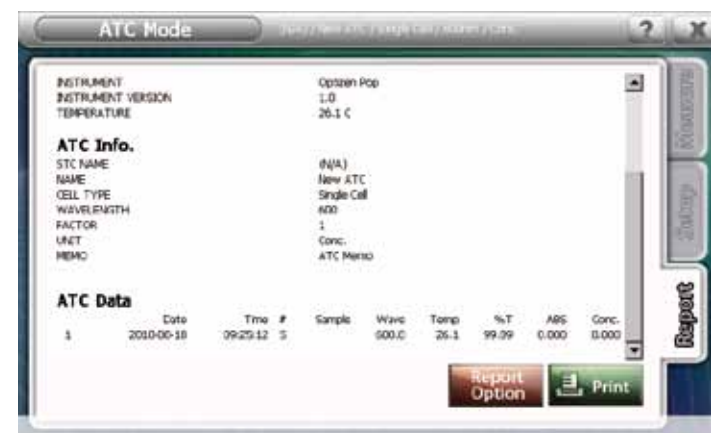 ATC Mode
? X
INSTRUMENT Optizen Pop
INSTRUMENT VERSION 1.0
TEMPERATURE 26.1 C
ATC Info.
STC NAME (N/A)
NAME New ATC
CELL TYPE Single Cell
WAVELENGTH 600
FACTOR 1
UNIT Conc.
MEMO ATC Memo
ATC Data
Date Time # Sample Wave Temp %T ABS Conc.
1 09:25:12 S 600.0 26.1 99.09 0.000 0.000
Report Option
Print
Measure
Setup
Report